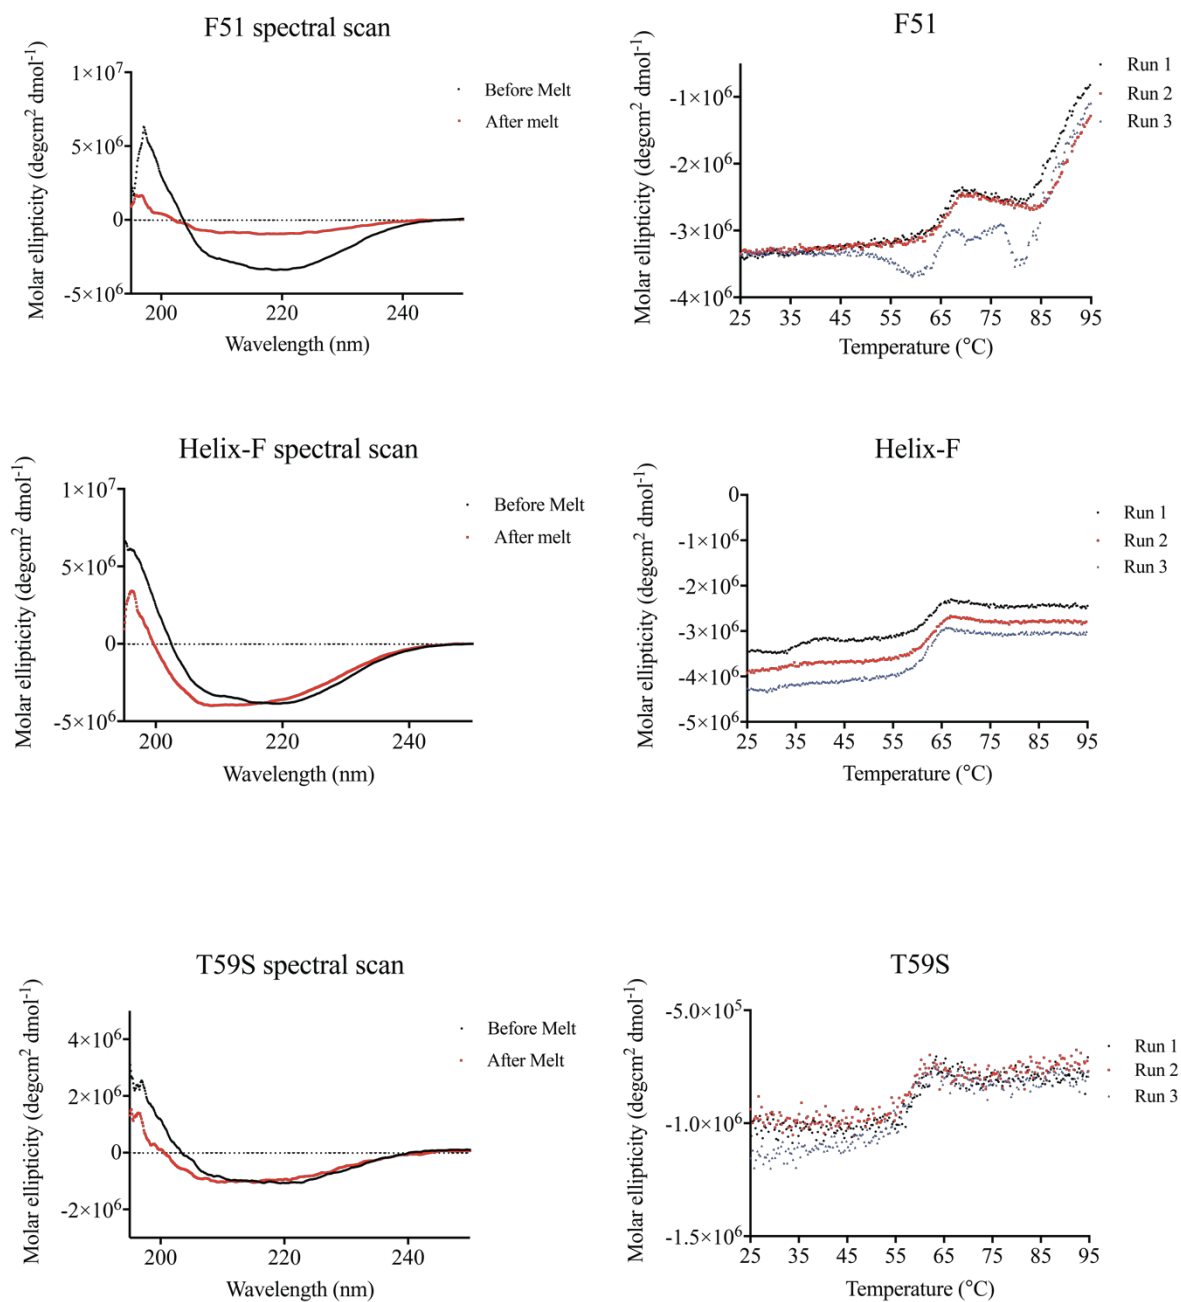 F51 spectral scan
Molar ellipticity (degcm² dmol⁻¹)
1×10⁷
5×10⁶
0
-5×10⁶
200 220 240
Wavelength (nm)
Before Melt
After melt
F51
Molar ellipticity (degcm² dmol⁻¹)
-1×10⁶
-2×10⁶
-3×10⁶
-4×10⁶
25 35 45 55 65 75 85 95
Temperature (°C)
Run 1
Run 2
Run 3
Helix-F spectral scan
Molar ellipticity (degcm² dmol⁻¹)
1×10⁷
5×10⁶
0
-5×10⁶
200 220 240
Wavelength (nm)
Before Melt
After melt
Helix-F
Molar ellipticity (degcm² dmol⁻¹)
0
-1×10⁶
-2×10⁶
-3×10⁶
-4×10⁶
-5×10⁶
25 35 45 55 65 75 85 95
Temperature (°C)
Run 1
Run 2
Run 3
T59S spectral scan
Molar ellipticity (degcm² dmol⁻¹)
4×10⁶
2×10⁶
0
-2×10⁶
200 220 240
Wavelength (nm)
Before Melt
After Melt
T59S
Molar ellipticity (degcm² dmol⁻¹)
-5.0×10⁵
-1.0×10⁶
-1.5×10⁶
25 35 45 55 65 75 85 95
Temperature (°C)
Run 1
Run 2
Run 3